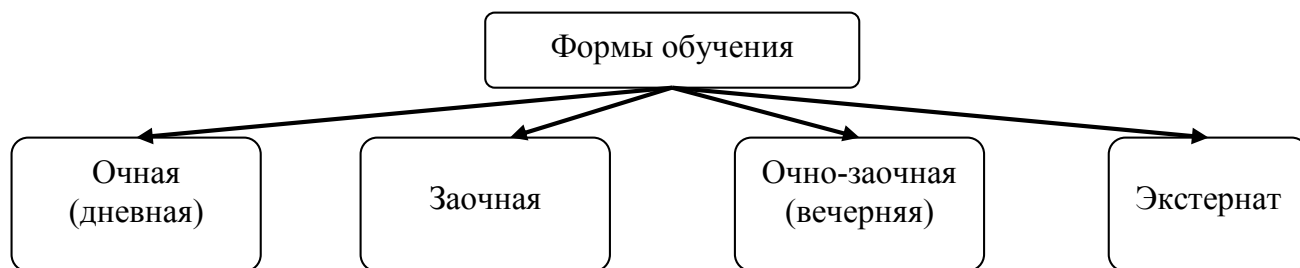 Формы обучения
Очная
(дневная)
Заочная
Очно-заочная
(вечерняя)
Экстернат